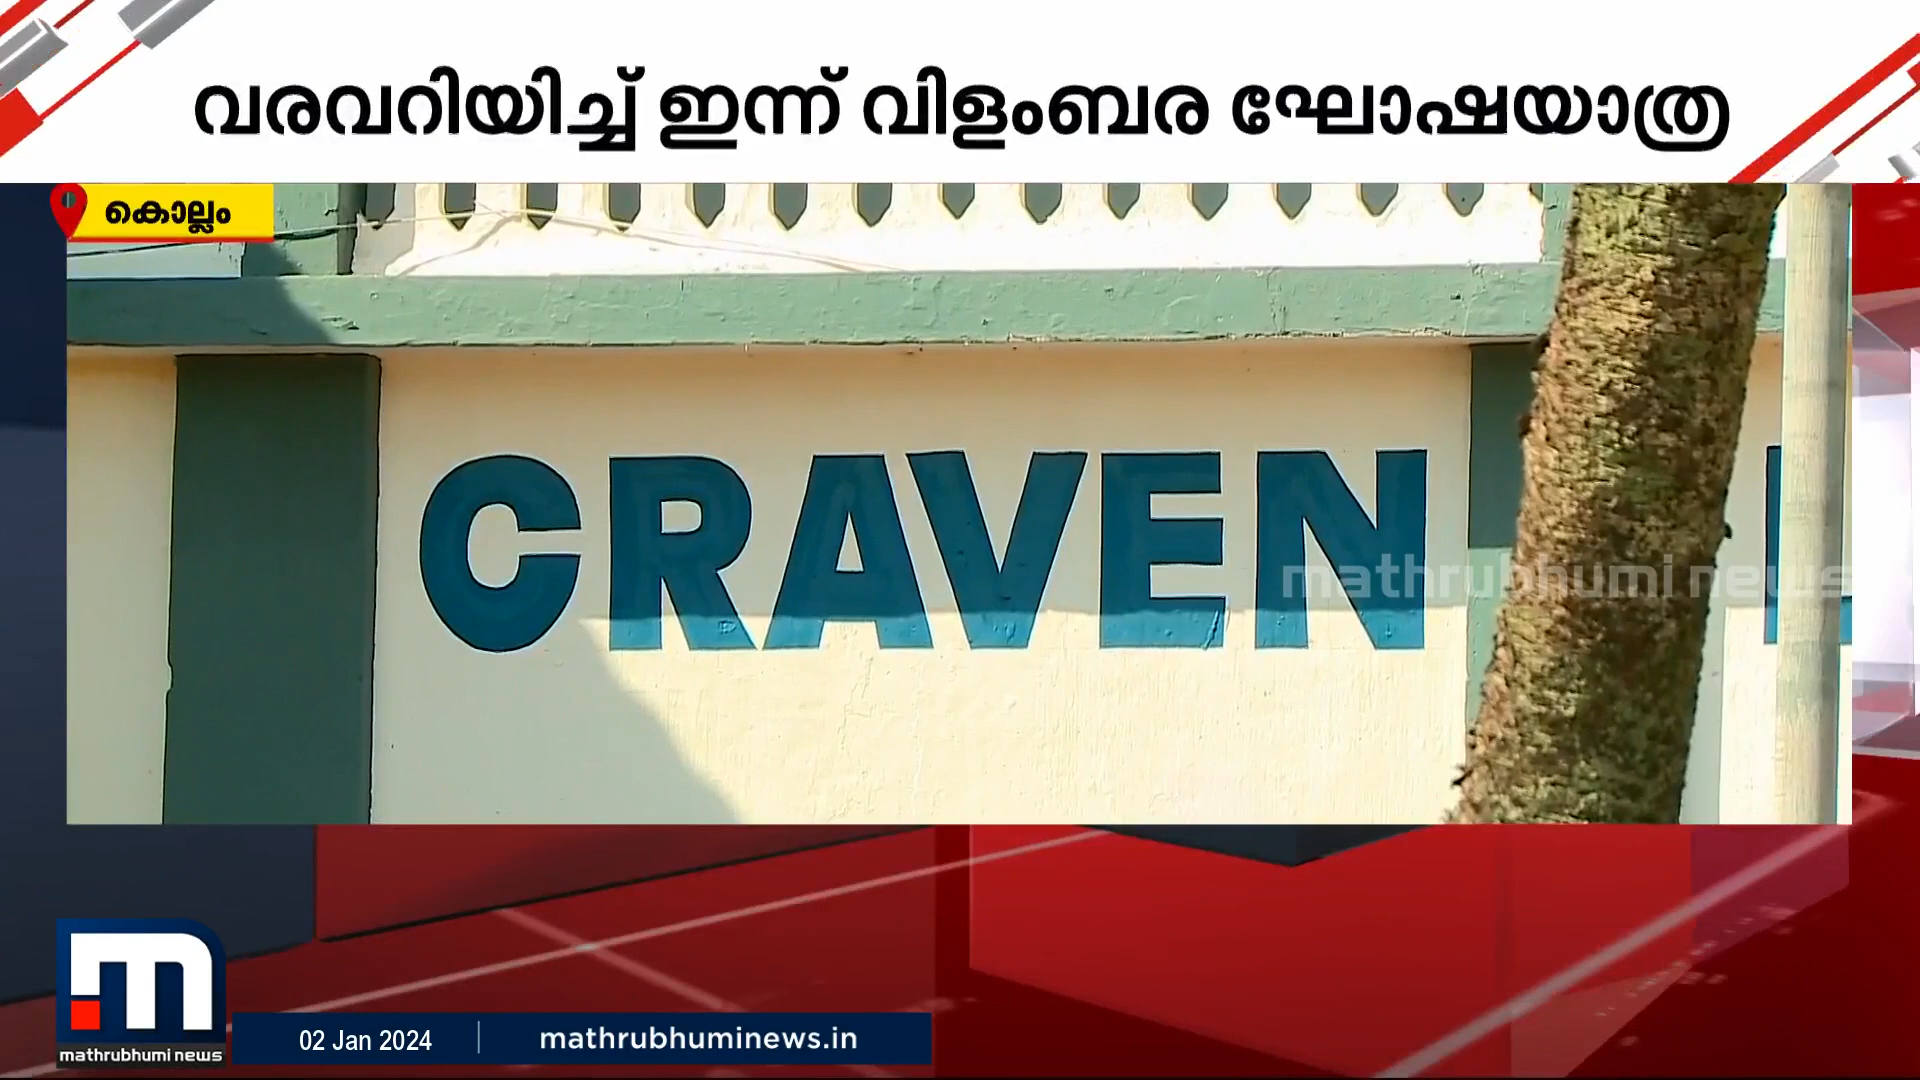 വരവറിയിച്ച് ഇന്ന് വിളംബര ഘോഷയാത്ര
കൊല്ലം
CRAVEN
mathrubhumi news
mathrubhumi news
02 Jan 2024
mathrubhuminews.in